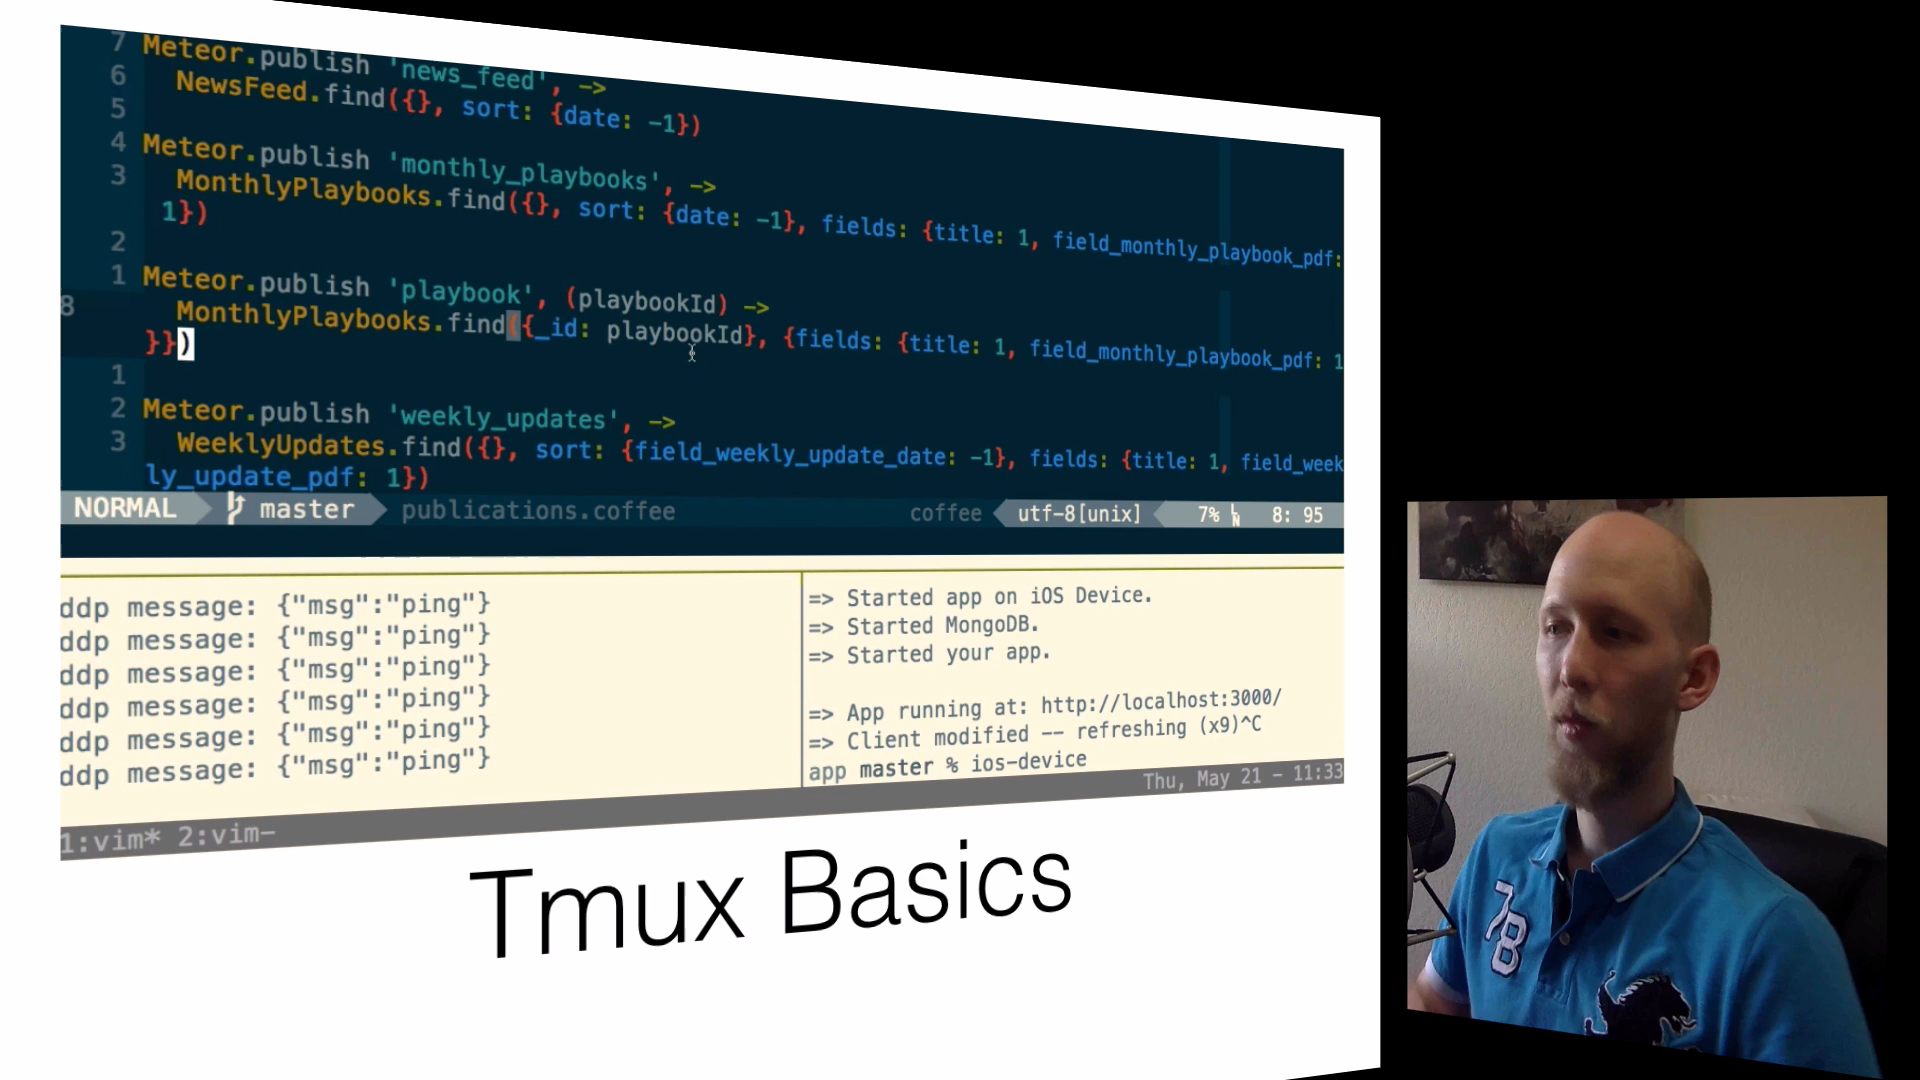 7 Meteor.publish 'news_feed', ->
6   NewsFeed.find({}, sort: {date: -1})
5
4 Meteor.publish 'monthly_playbooks', ->
3   MonthlyPlaybooks.find({}, sort: {date: -1}, fields: {title: 1, field_monthly_playbook_pdf:
1})
2
1 Meteor.publish 'playbook', (playbookId) ->
8   MonthlyPlaybooks.find({_id: playbookId}, {fields: {title: 1, field_monthly_playbook_pdf: 1
}})
1
2 Meteor.publish 'weekly_updates', ->
3   WeeklyUpdates.find({}, sort: {field_weekly_update_date: -1}, fields: {title: 1, field_week
ly_update_pdf: 1})
NORMAL master publications.coffee coffee utf-8[unix] 7% LN 8: 95
ddp message: {"msg":"ping"}
ddp message: {"msg":"ping"}
ddp message: {"msg":"ping"}
ddp message: {"msg":"ping"}
ddp message: {"msg":"ping"}
ddp message: {"msg":"ping"}
=> Started app on iOS Device.
=> Started MongoDB.
=> Started your app.
=> App running at: http://localhost:3000/
=> Client modified -- refreshing (x9)^C
app master % ios-device
1:vim* 2:vim- Thu, May 21 - 11:33
Tmux Basics
78